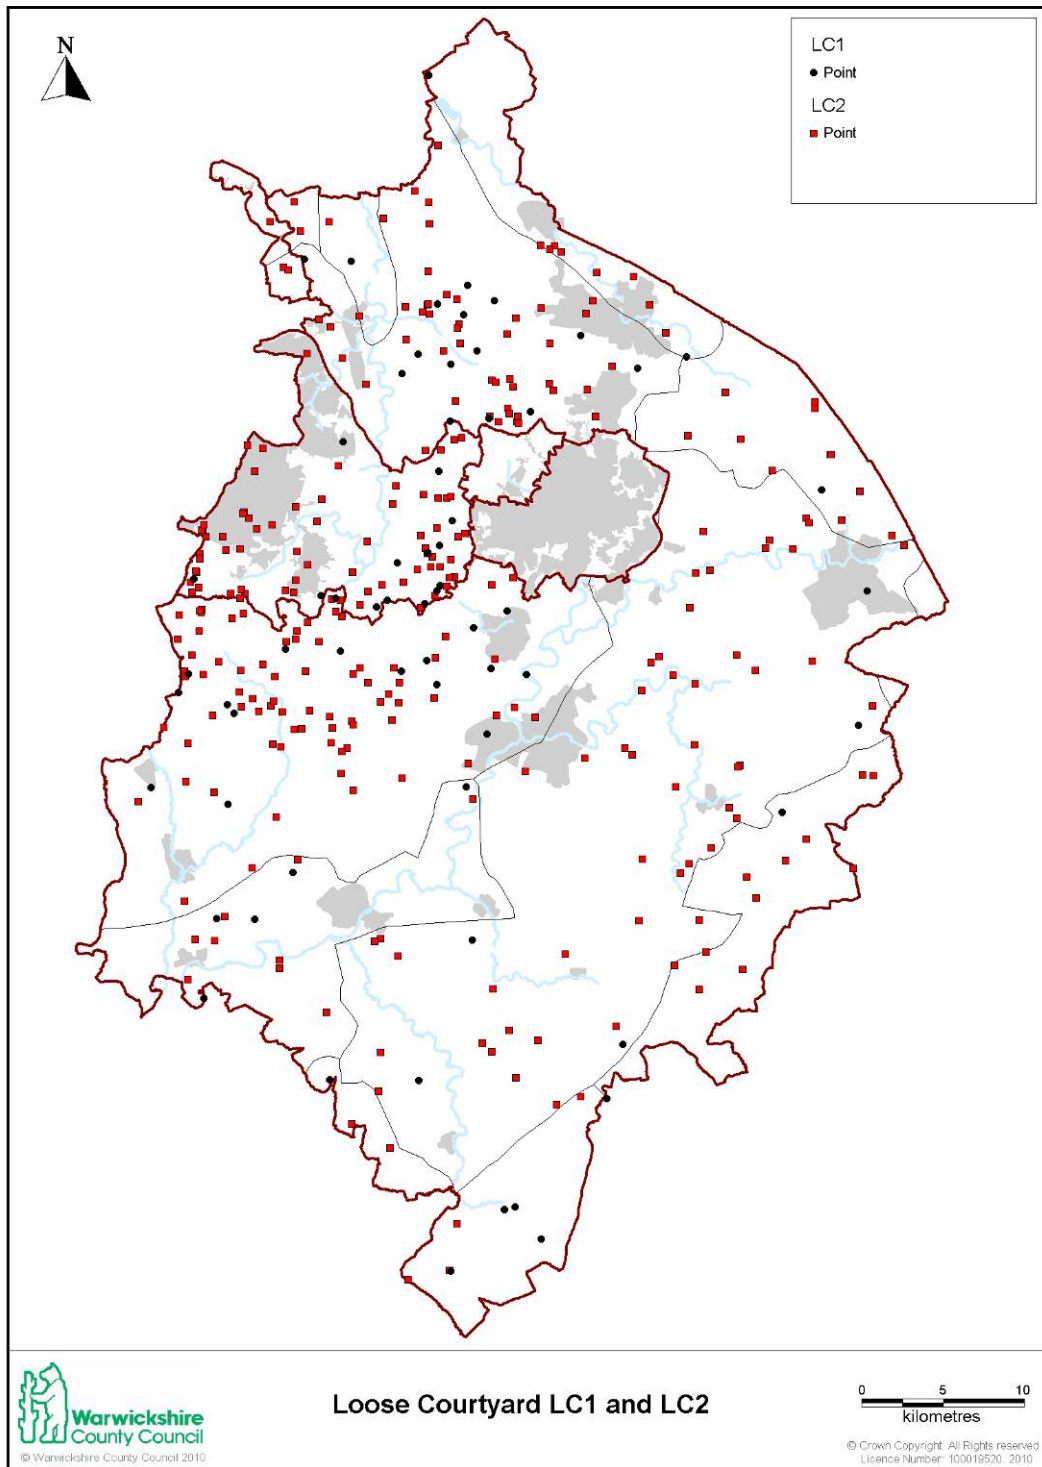 N
LC1
Point
LC2
Point
Loose Courtyard LC1 and LC2
Warwickshire
County Council
© Warwickshire County Council 2010
0 5 10
kilometres
© Crown Copyright. All Rights reserved
Licence Number: 100019520. 2010